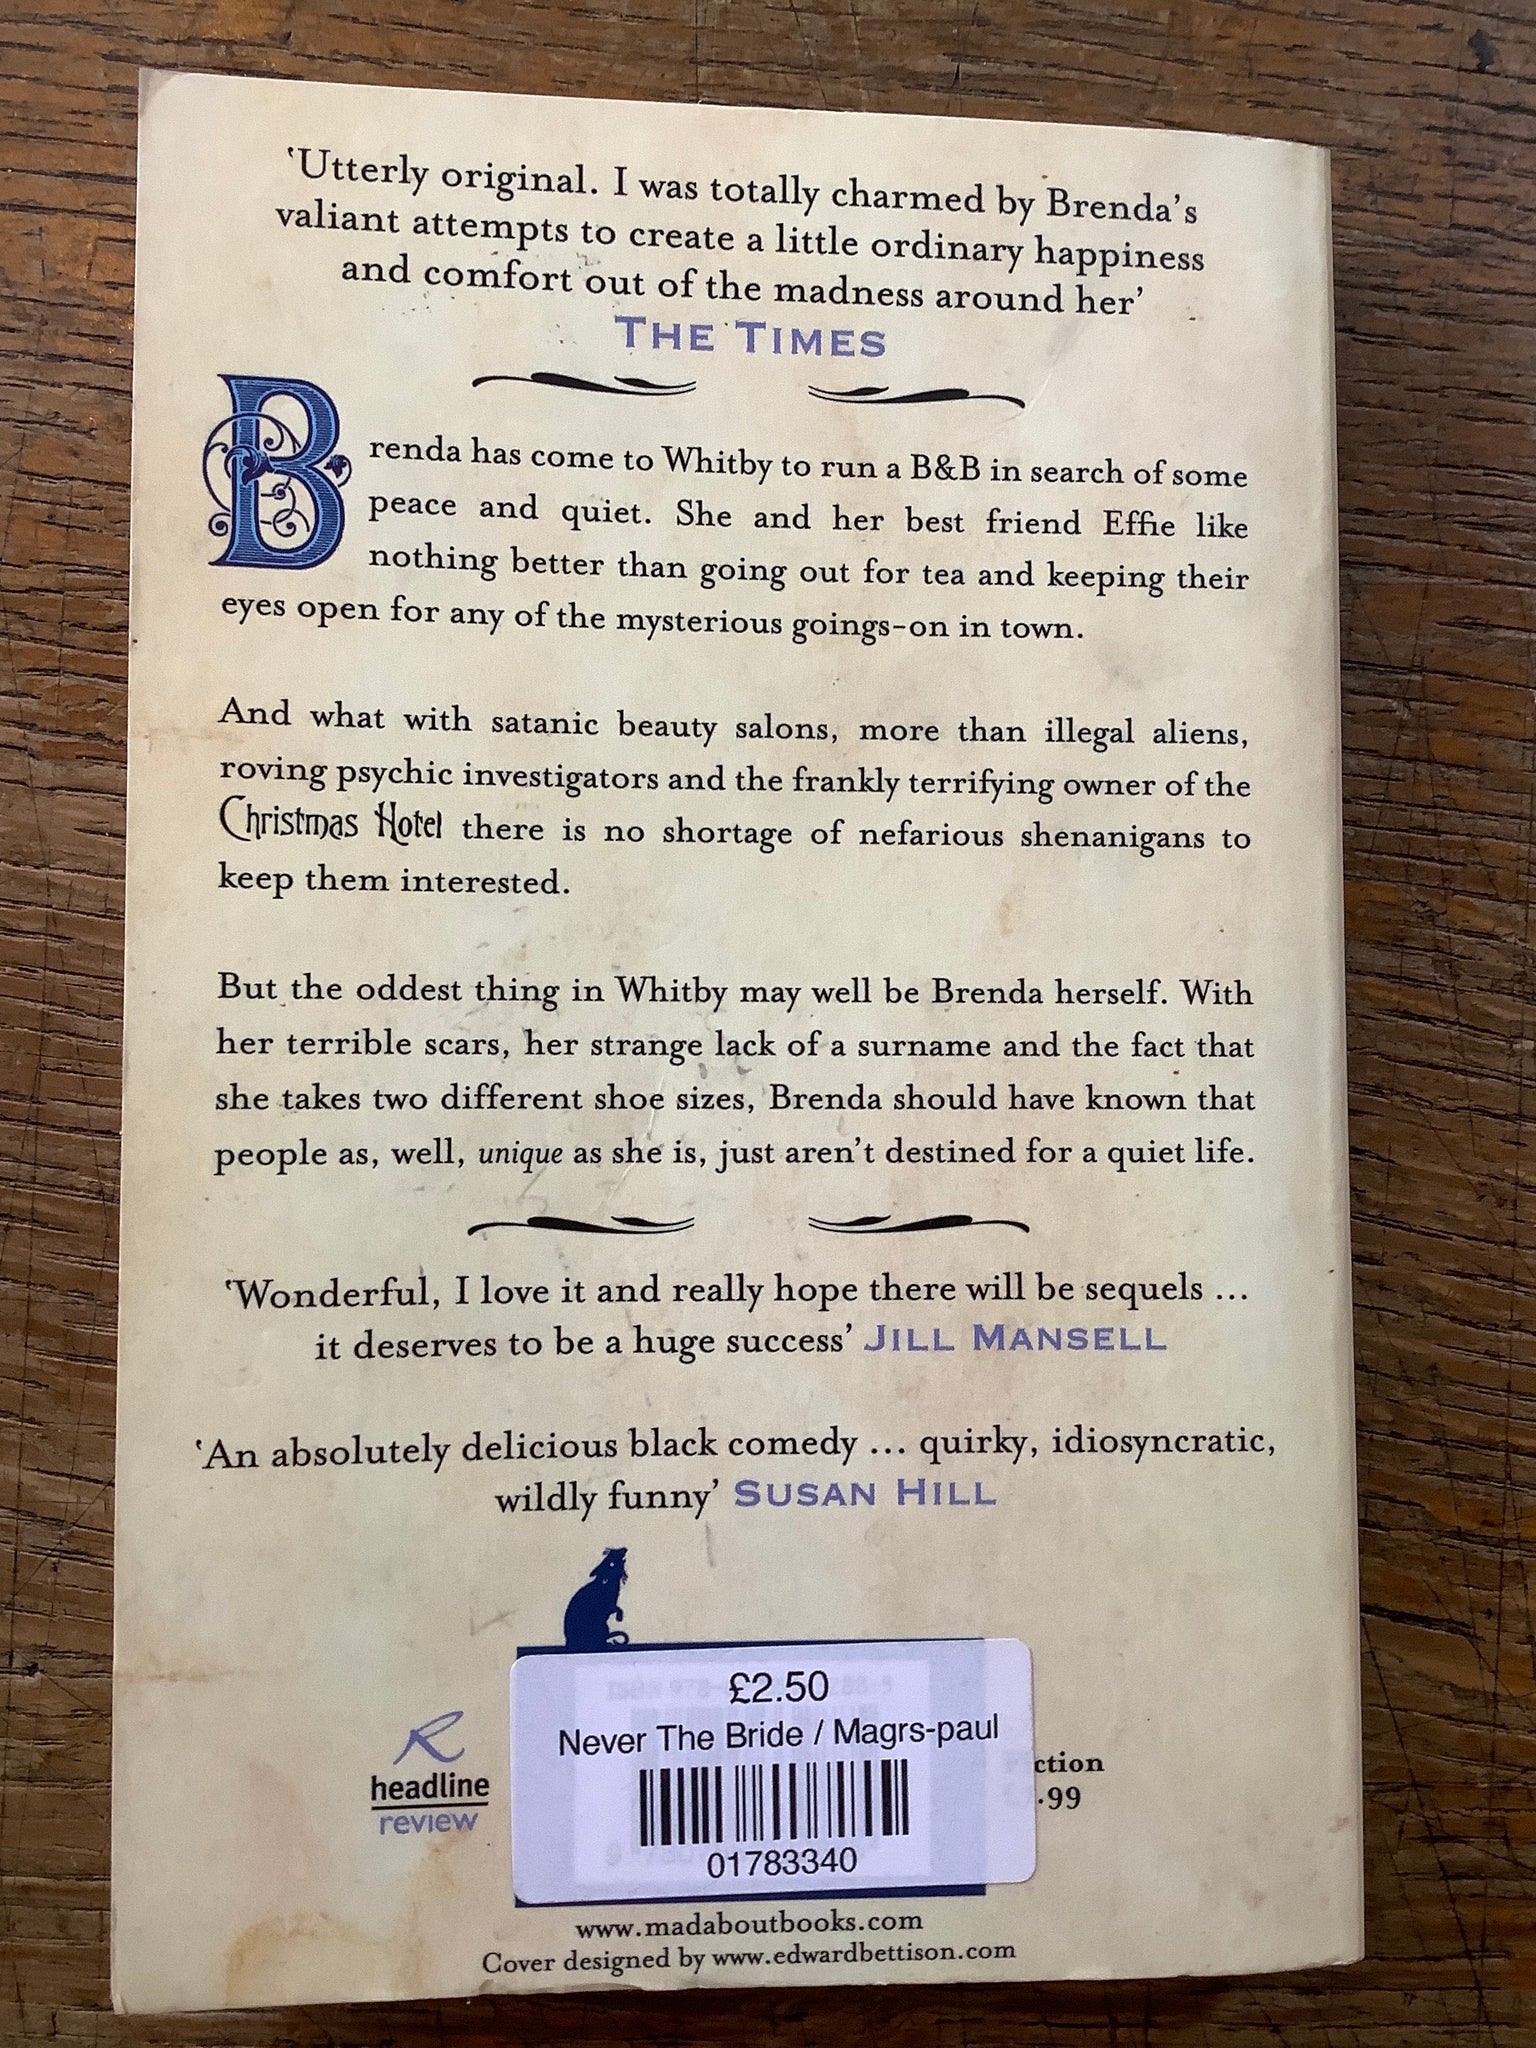 ‘Utterly original. I was totally charmed by Brenda’s
valiant attempts to create a little ordinary happiness
and comfort out of the madness around her’
THE TIMES
Brenda has come to Whitby to run a B&B in search of some
peace and quiet. She and her best friend Effie like
nothing better than going out for tea and keeping their
eyes open for any of the mysterious goings-on in town.
And what with satanic beauty salons, more than illegal aliens,
roving psychic investigators and the frankly terrifying owner of the
Christmas Hotel there is no shortage of nefarious shenanigans to
keep them interested.
But the oddest thing in Whitby may well be Brenda herself. With
her terrible scars, her strange lack of a surname and the fact that
she takes two different shoe sizes, Brenda should have known that
people as, well, unique as she is, just aren’t destined for a quiet life.
‘Wonderful, I love it and really hope there will be sequels ...
it deserves to be a huge success’ JILL MANSELL
‘An absolutely delicious black comedy ... quirky, idiosyncratic,
wildly funny’ SUSAN HILL
£2.50
Never The Bride / Magrs-paul
01783340
R
headline
review
ction
.99
www.madaboutbooks.com
Cover designed by www.edwardbettison.com